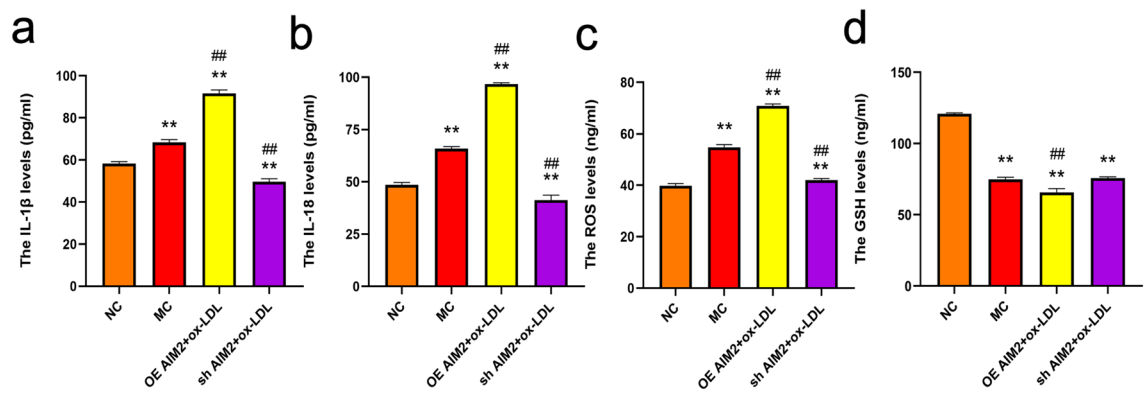 a
The IL-1β levels (pg/ml)
100
80
60
40
20
0
**
##
**
##
**
NC
MC
OE AIM2+ox-LDL
sh AIM2+ox-LDL
b
The IL-18 levels (pg/ml)
100
75
50
25
0
**
##
**
##
**
NC
MC
OE AIM2+ox-LDL
sh AIM2+ox-LDL
c
The ROS levels (ng/ml)
80
60
40
20
0
**
##
**
##
**
NC
MC
OE AIM2+ox-LDL
sh AIM2+ox-LDL
d
The GSH levels (ng/ml)
150
100
50
0
**
##
**
**
NC
MC
OE AIM2+ox-LDL
sh AIM2+ox-LDL